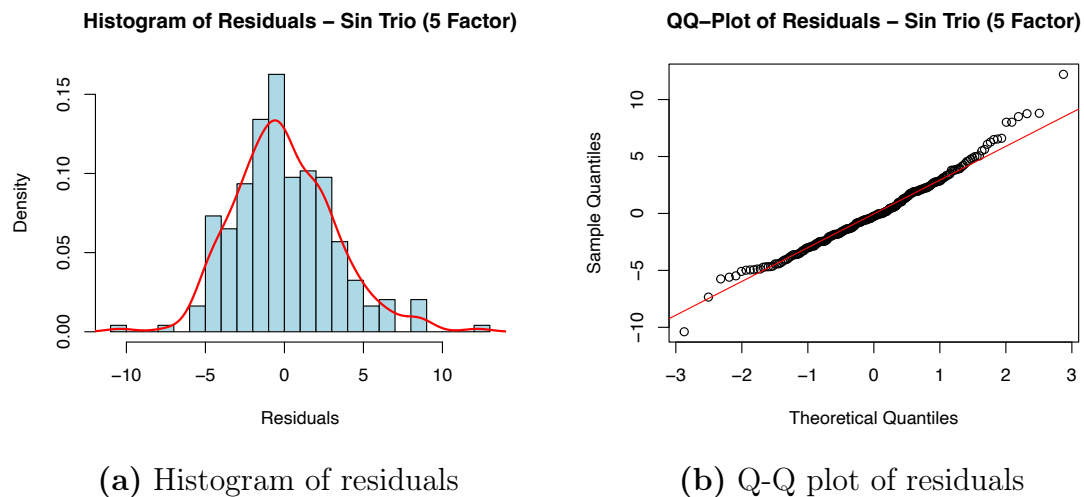 Histogram of Residuals – Sin Trio (5 Factor)
Density
0.00
0.05
0.10
0.15
−10
−5
0
5
10
Residuals
(a) Histogram of residuals
QQ−Plot of Residuals – Sin Trio (5 Factor)
Sample Quantiles
−10
−5
0
5
10
−3
−2
−1
0
1
2
3
Theoretical Quantiles
(b) Q-Q plot of residuals